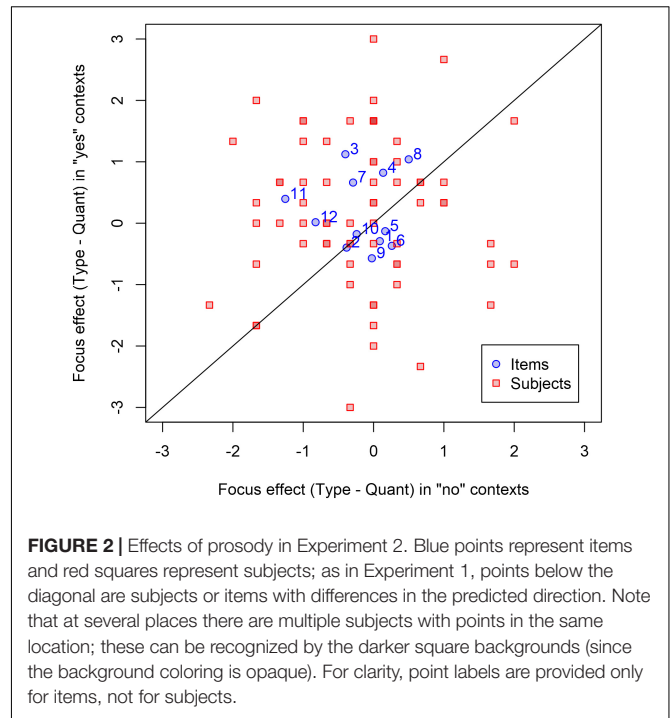 3
2
1
0
-1
-2
-3
Focus effect (Type - Quant) in "yes" contexts
3
8
4
7
11
12
5
10
1
6
2
9
Items
Subjects
-3 -2 -1 0 1 2 3
Focus effect (Type - Quant) in "no" contexts
FIGURE 2 | Effects of prosody in Experiment 2. Blue points represent items
and red squares represent subjects; as in Experiment 1, points below the
diagonal are subjects or items with differences in the predicted direction. Note
that at several places there are multiple subjects with points in the same
location; these can be recognized by the darker square backgrounds (since
the background coloring is opaque). For clarity, point labels are provided only
for items, not for subjects.